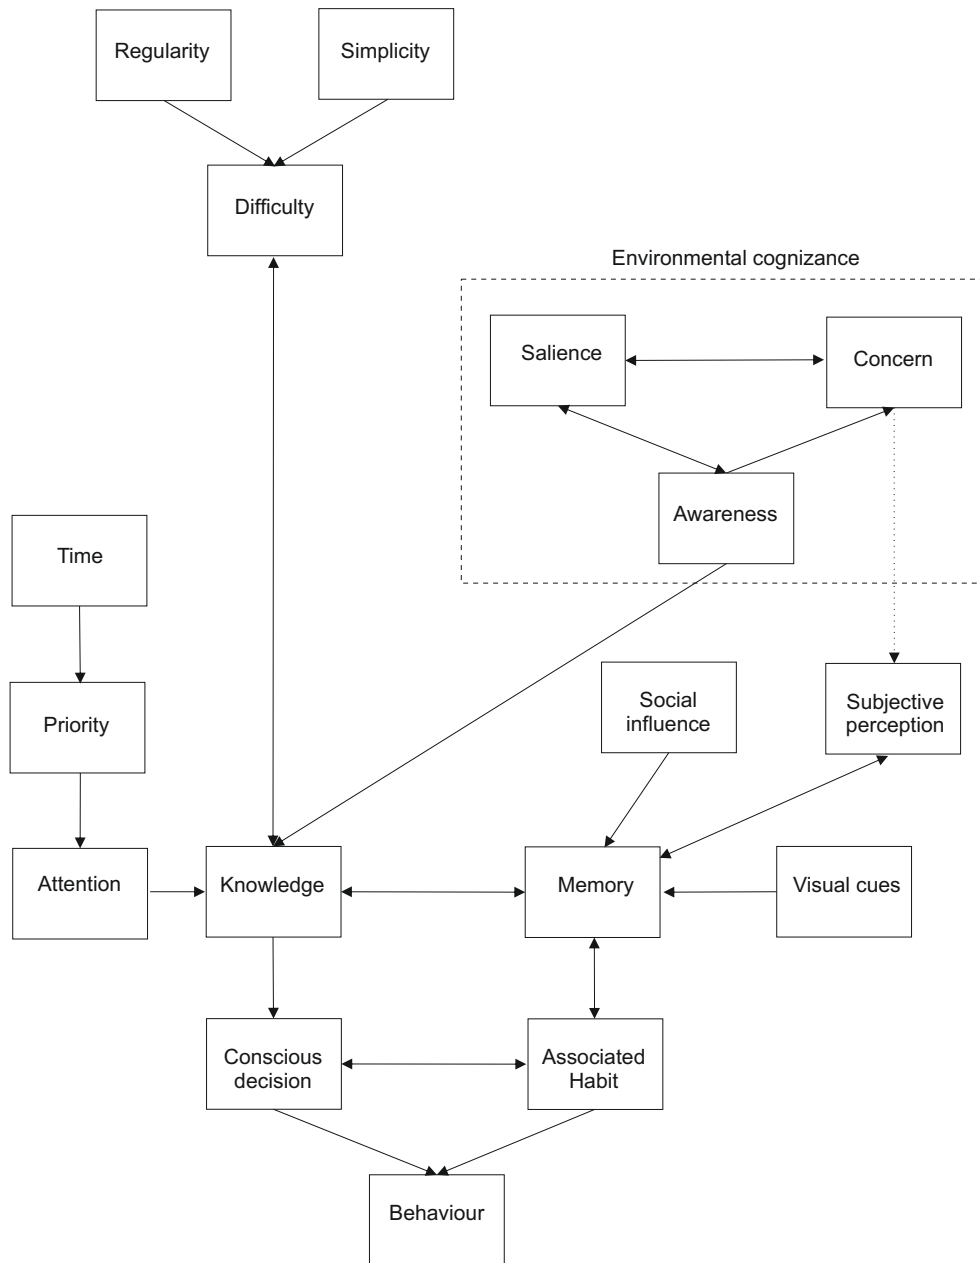 Regularity
Simplicity
Difficulty
Environmental cognizance
Salience
Concern
Awareness
Time
Priority
Social
influence
Subjective
perception
Attention
Knowledge
Memory
Visual cues
Conscious
decision
Associated
Habit
Behaviour